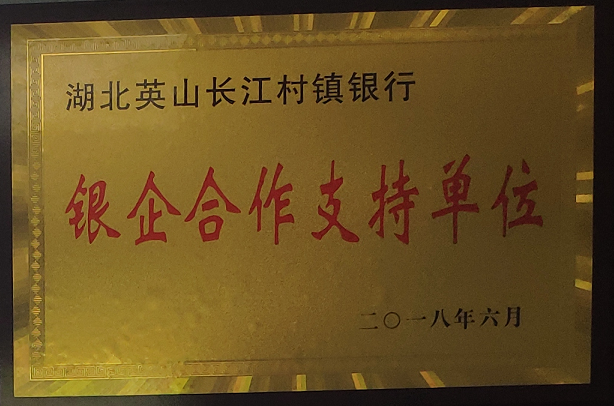 湖北英山长江村镇银行
银企合作支持单位
二〇一八年六月